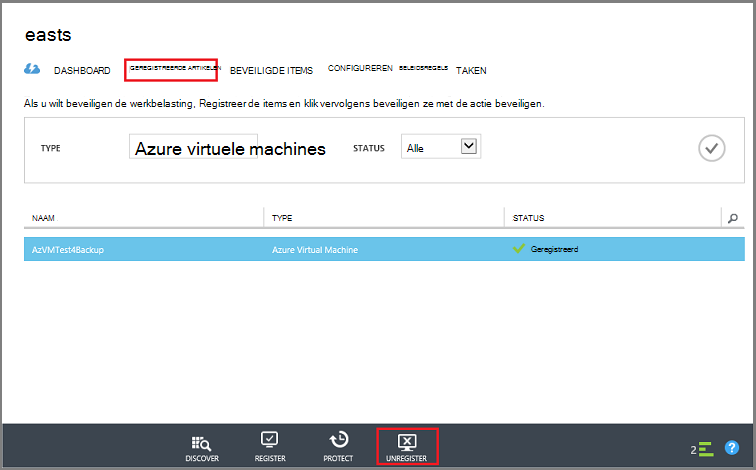 easts
DASHBOARD GEREGISTREERDE ARTIKELEN BEVEILIGDE ITEMS CONFIGUREREN BELEIDSREGELS TAKEN
Als u wilt beveiligen de werkbelasting, Registreer de items en klik vervolgens beveiligen ze met de actie beveiligen.
TYPE Azure virtuele machines STATUS Alle
NAAM TYPE STATUS
AzVMTest4Backup Azure Virtual Machine Geregistreerd
DISCOVER REGISTER PROTECT UNREGISTER 2 ?